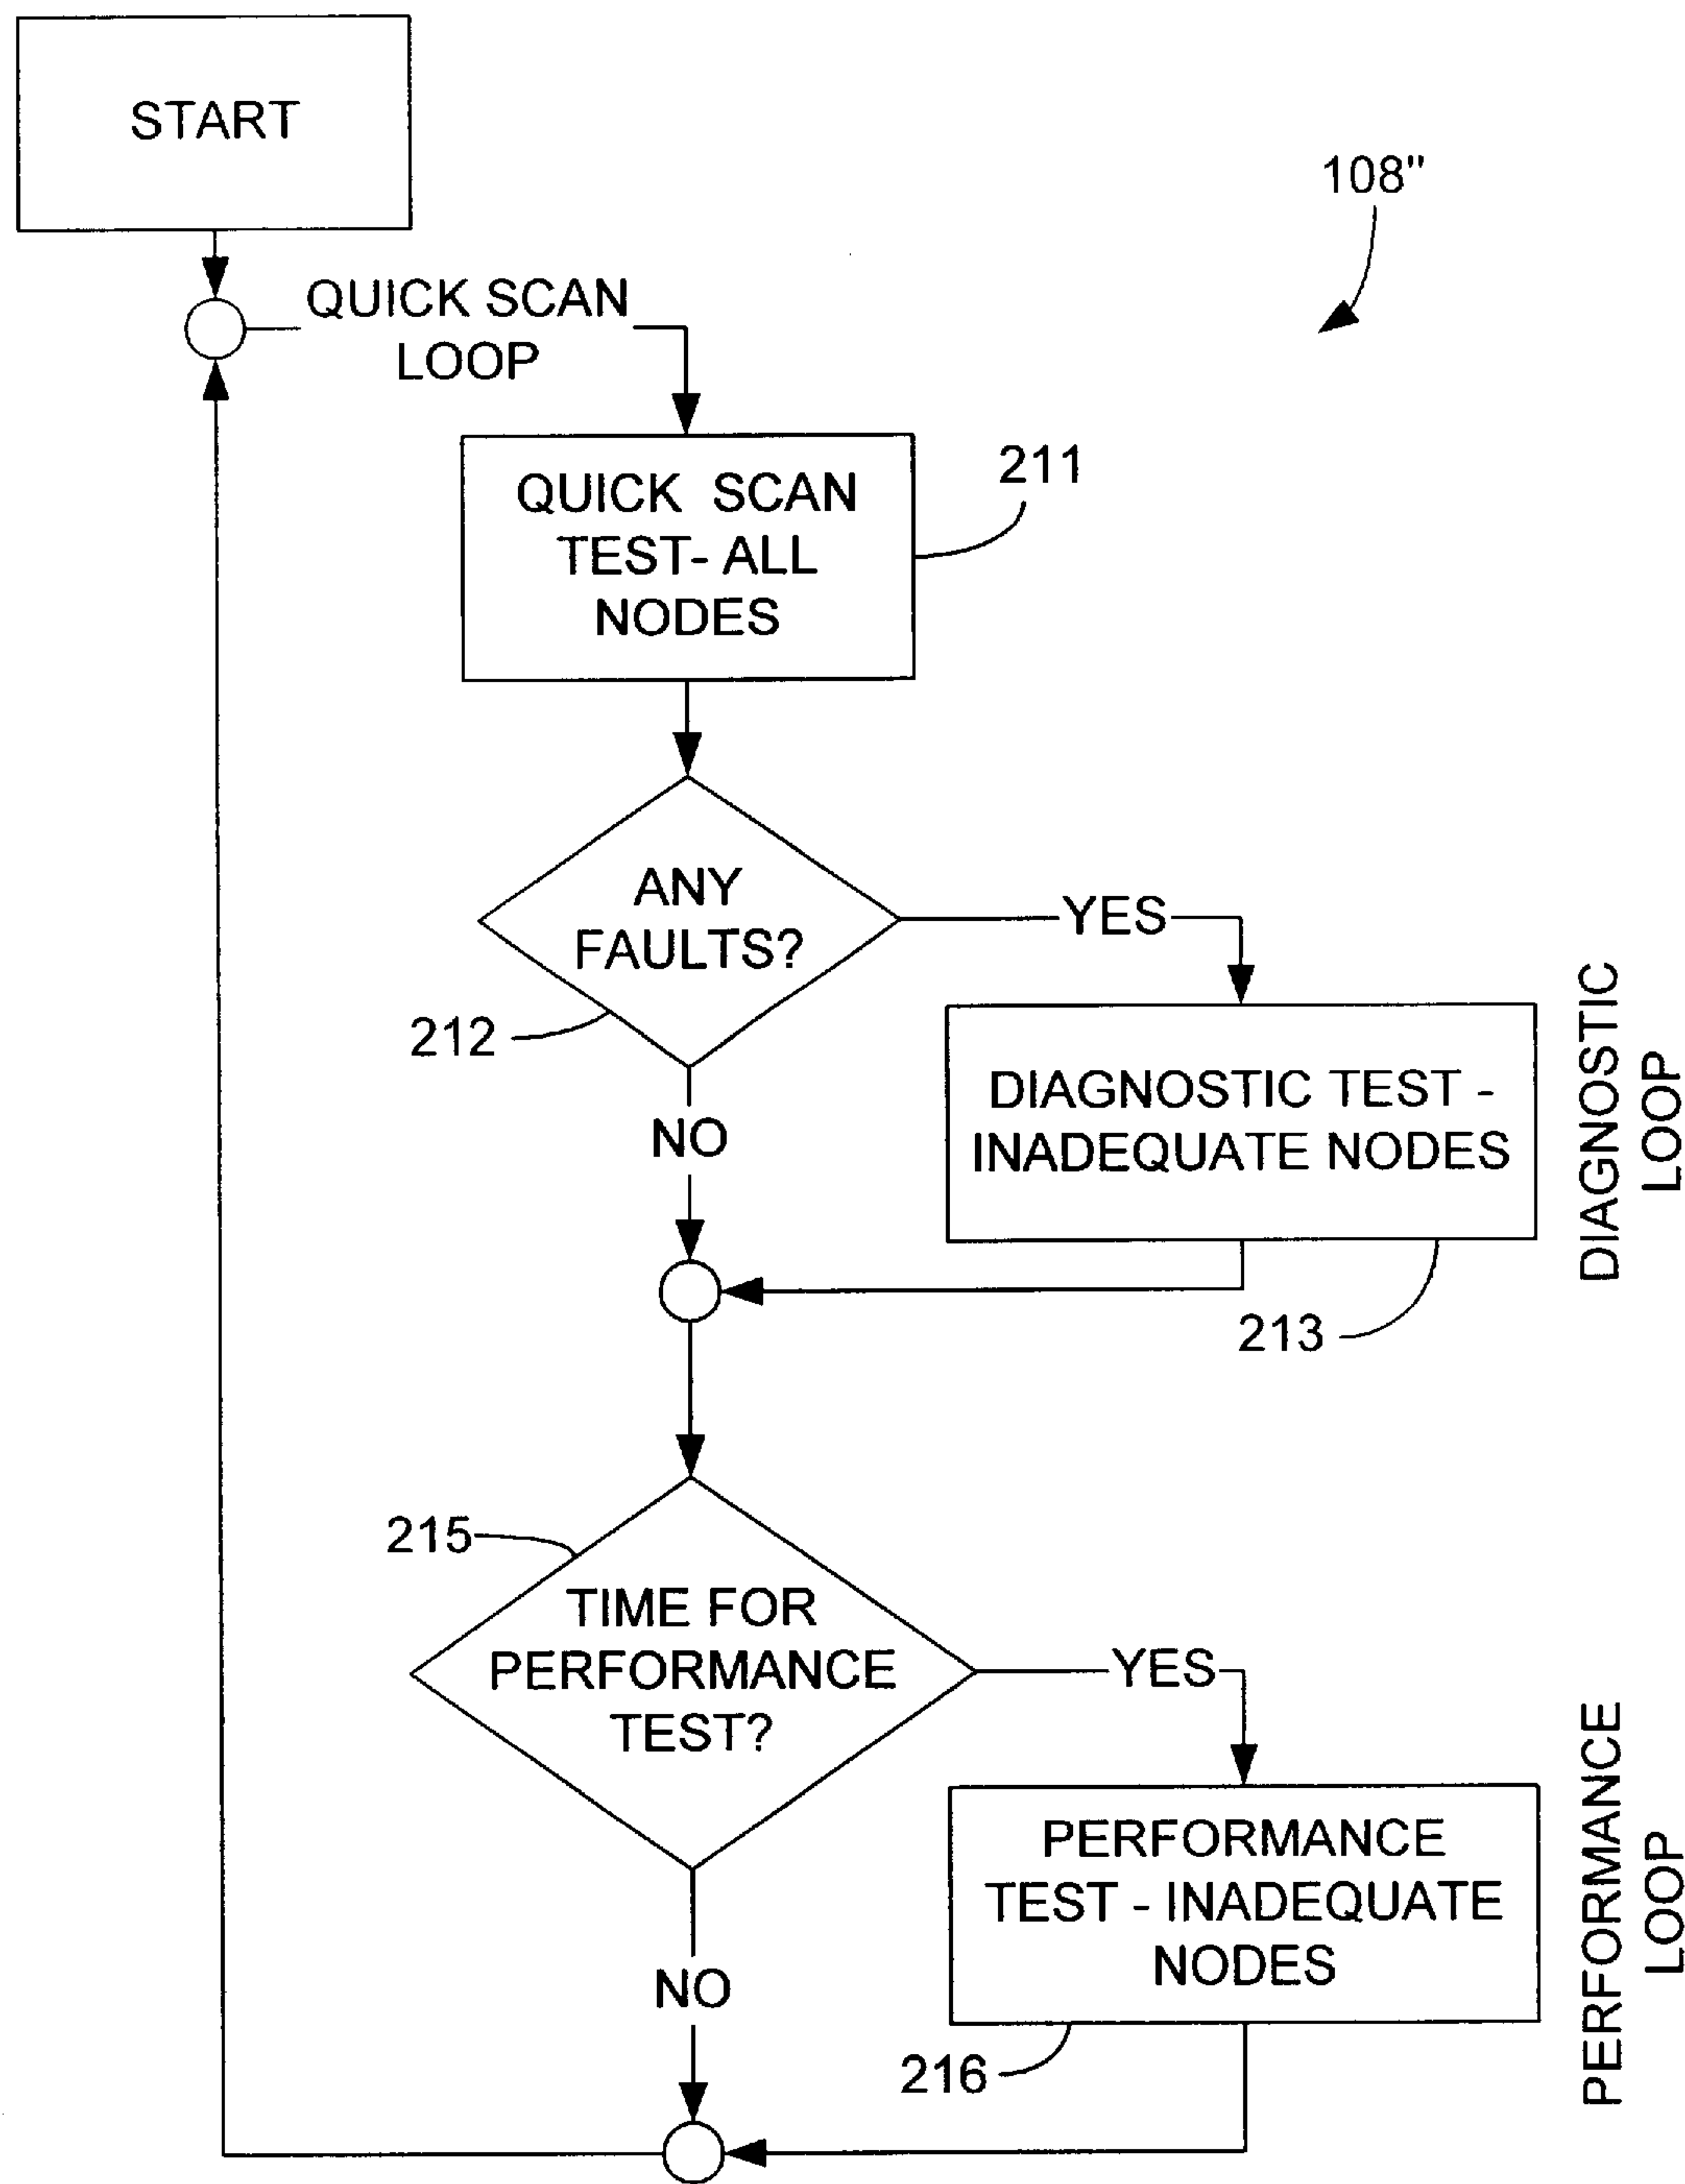 START
108"
QUICK SCAN
LOOP
211
QUICK SCAN
TEST- ALL
NODES
ANY
FAULTS?
YES
212
NO
DIAGNOSTIC TEST -
INADEQUATE NODES
DIAGNOSTIC
LOOP
213
215
TIME FOR
PERFORMANCE
TEST?
YES
NO
PERFORMANCE
TEST - INADEQUATE
NODES
PERFORMANCE
LOOP
216